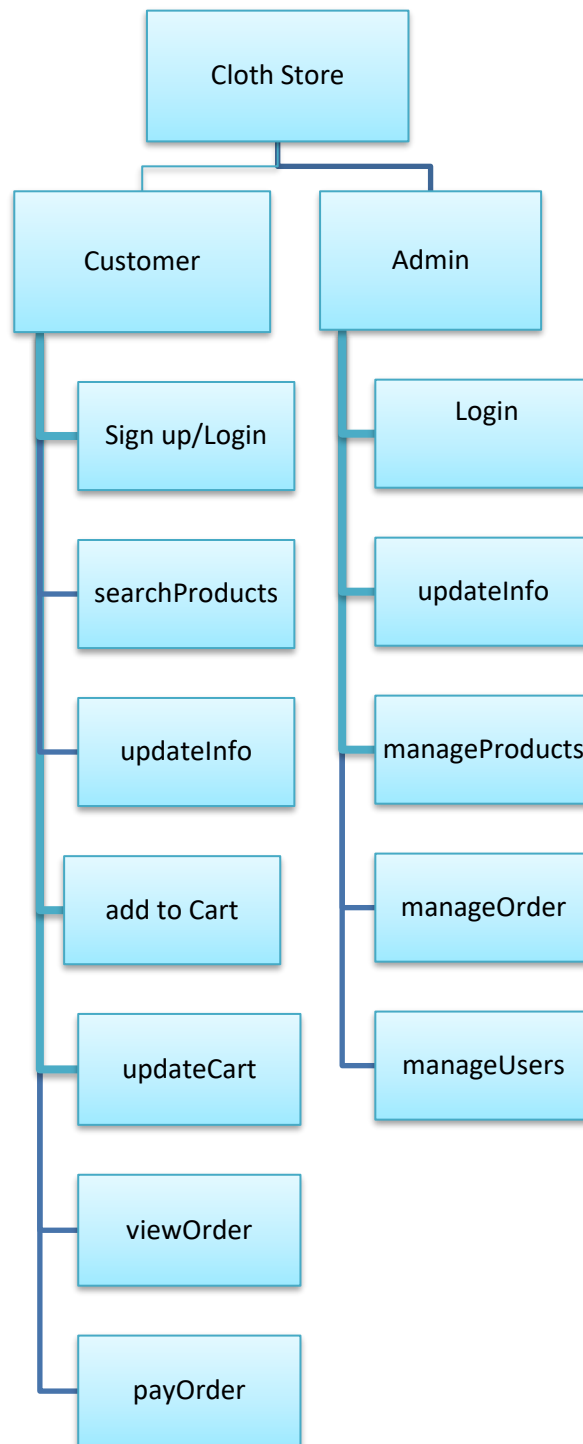 Cloth Store
Customer
Admin
Sign up/Login
searchProducts
updateInfo
add to Cart
updateCart
viewOrder
payOrder
Login
updateInfo
manageProducts
manageOrder
manageUsers